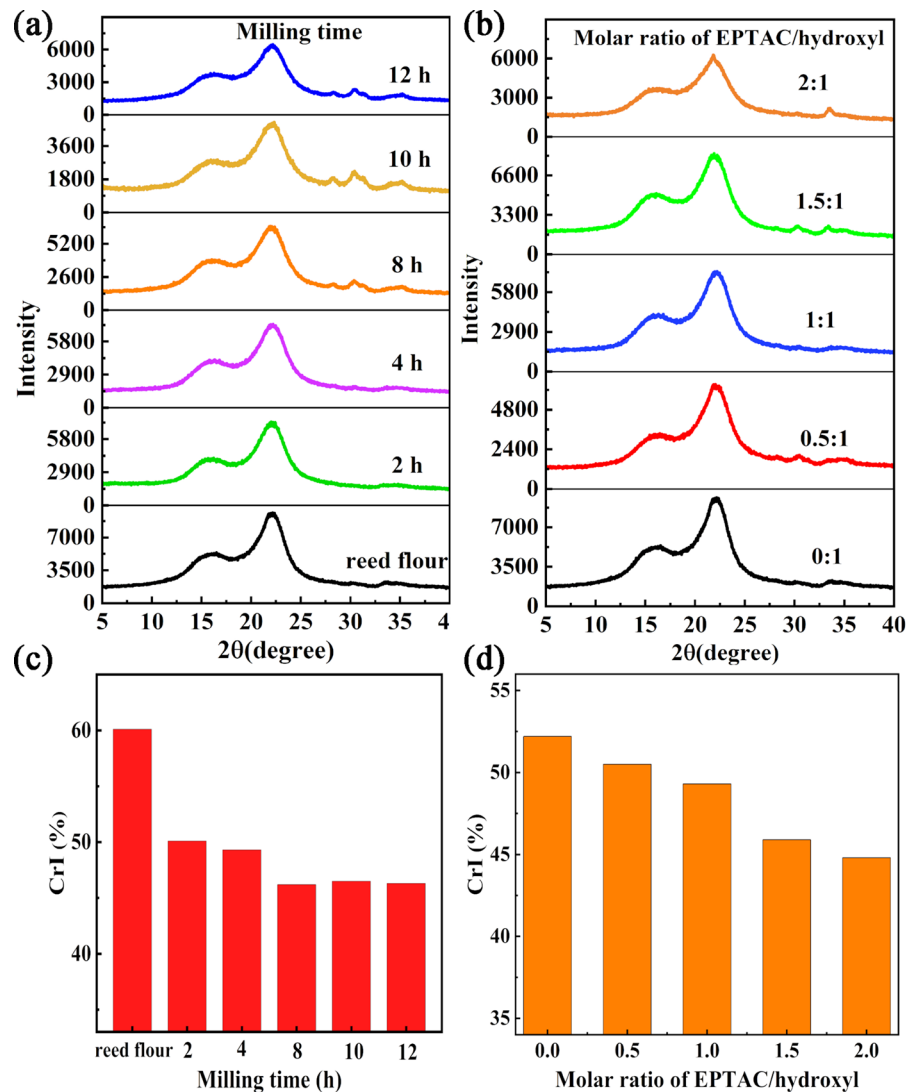 (a)
Milling time
12 h
10 h
8 h
4 h
2 h
reed flour
6000
3000
0
3600
1800
0
5200
2600
0
5800
2900
0
5800
2900
0
7000
3500
0
Intensity
5 10 15 20 25 30 35 4
2θ(degree)
(b)
Molar ratio of EPTAC/hydroxyl
2:1
1.5:1
1:1
0.5:1
0:1
6000
3000
0
6600
3300
0
5800
2900
0
4800
2400
0
7000
3500
0
Intensity
5 10 15 20 25 30 35 40
2θ(degree)
(c)
60
50
40
CrI (%)
reed flour 2 4 8 10 12
Milling time (h)
(d)
55
50
45
40
35
CrI (%)
0.0 0.5 1.0 1.5 2.0
Molar ratio of EPTAC/hydroxyl